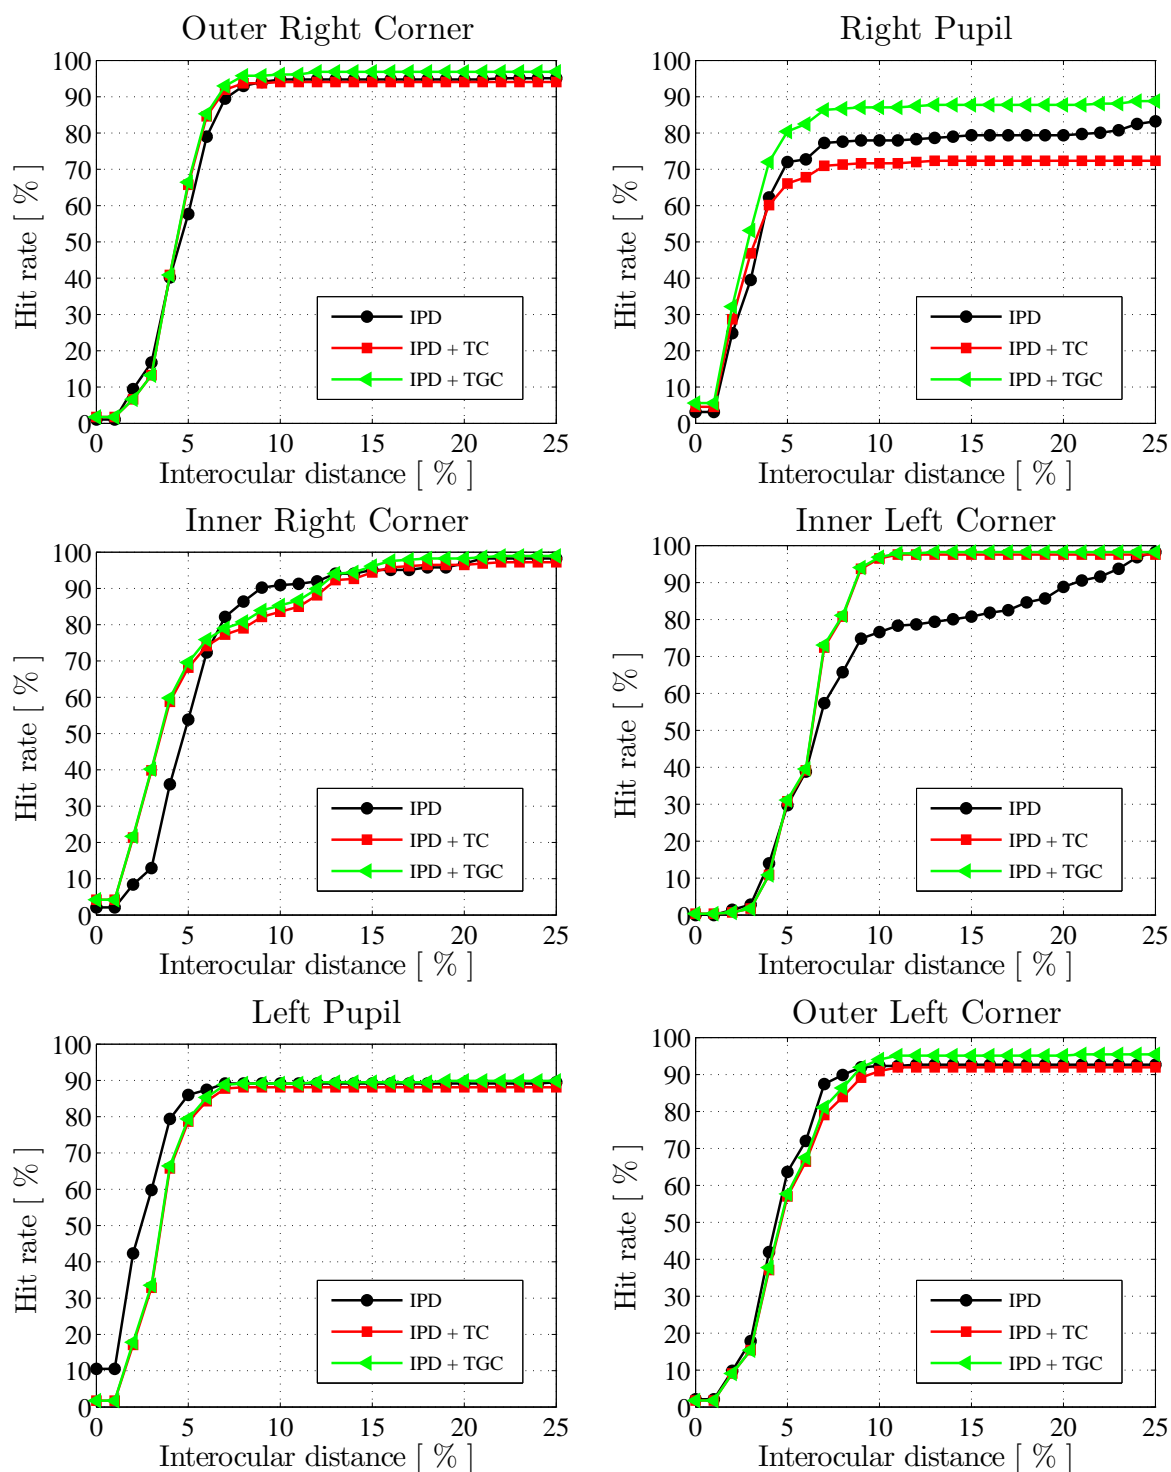 Outer Right Corner
100
90
80
70
60
50
40
30
20
10
0
Hit rate [ % ]
IPD
IPD + TC
IPD + TGC
0 5 10 15 20 25
Interocular distance [ % ]
Right Pupil
100
90
80
70
60
50
40
30
20
10
0
Hit rate [ % ]
IPD
IPD + TC
IPD + TGC
0 5 10 15 20 25
Interocular distance [ % ]
Inner Right Corner
100
90
80
70
60
50
40
30
20
10
0
Hit rate [ % ]
IPD
IPD + TC
IPD + TGC
0 5 10 15 20 25
Interocular distance [ % ]
Inner Left Corner
100
90
80
70
60
50
40
30
20
10
0
Hit rate [ % ]
IPD
IPD + TC
IPD + TGC
0 5 10 15 20 25
Interocular distance [ % ]
Left Pupil
100
90
80
70
60
50
40
30
20
10
0
Hit rate [ % ]
IPD
IPD + TC
IPD + TGC
0 5 10 15 20 25
Interocular distance [ % ]
Outer Left Corner
100
90
80
70
60
50
40
30
20
10
0
Hit rate [ % ]
IPD
IPD + TC
IPD + TGC
0 5 10 15 20 25
Interocular distance [ % ]